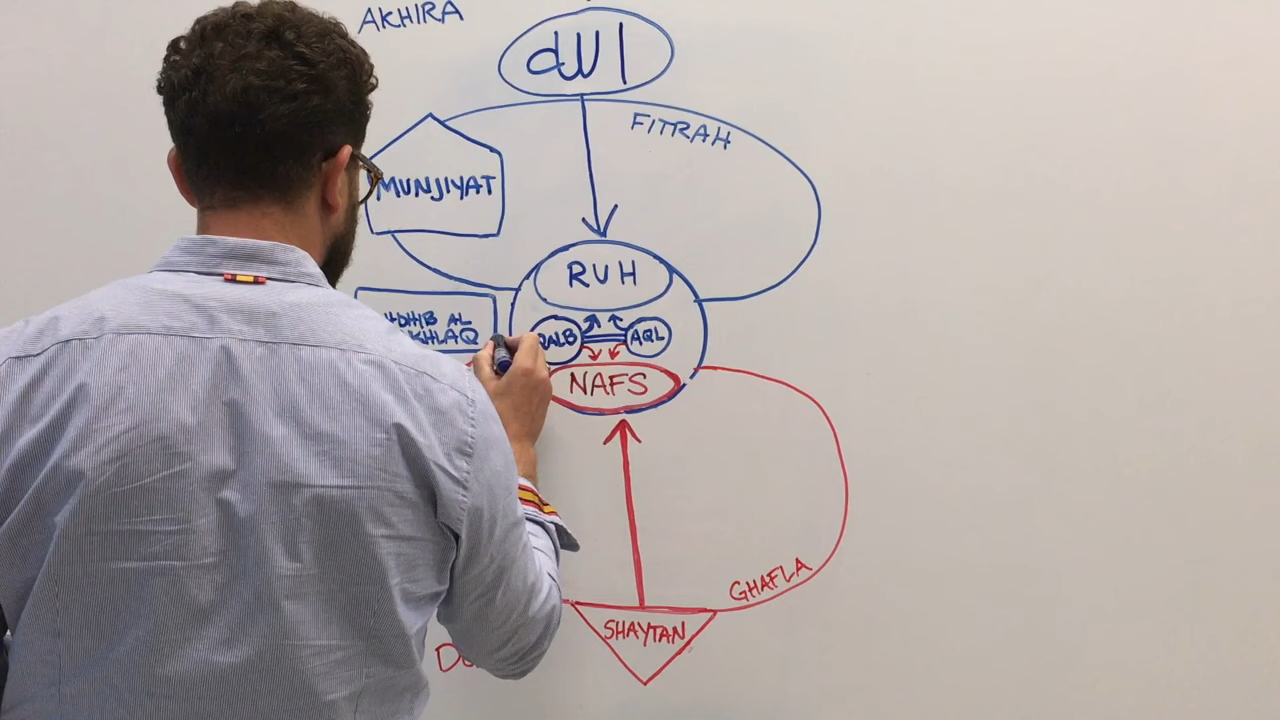 AKHIRA
الله
FITRAH
MUNJIYAT
RUH
AQL
NAFS
GHAFLA
SHAYTAN